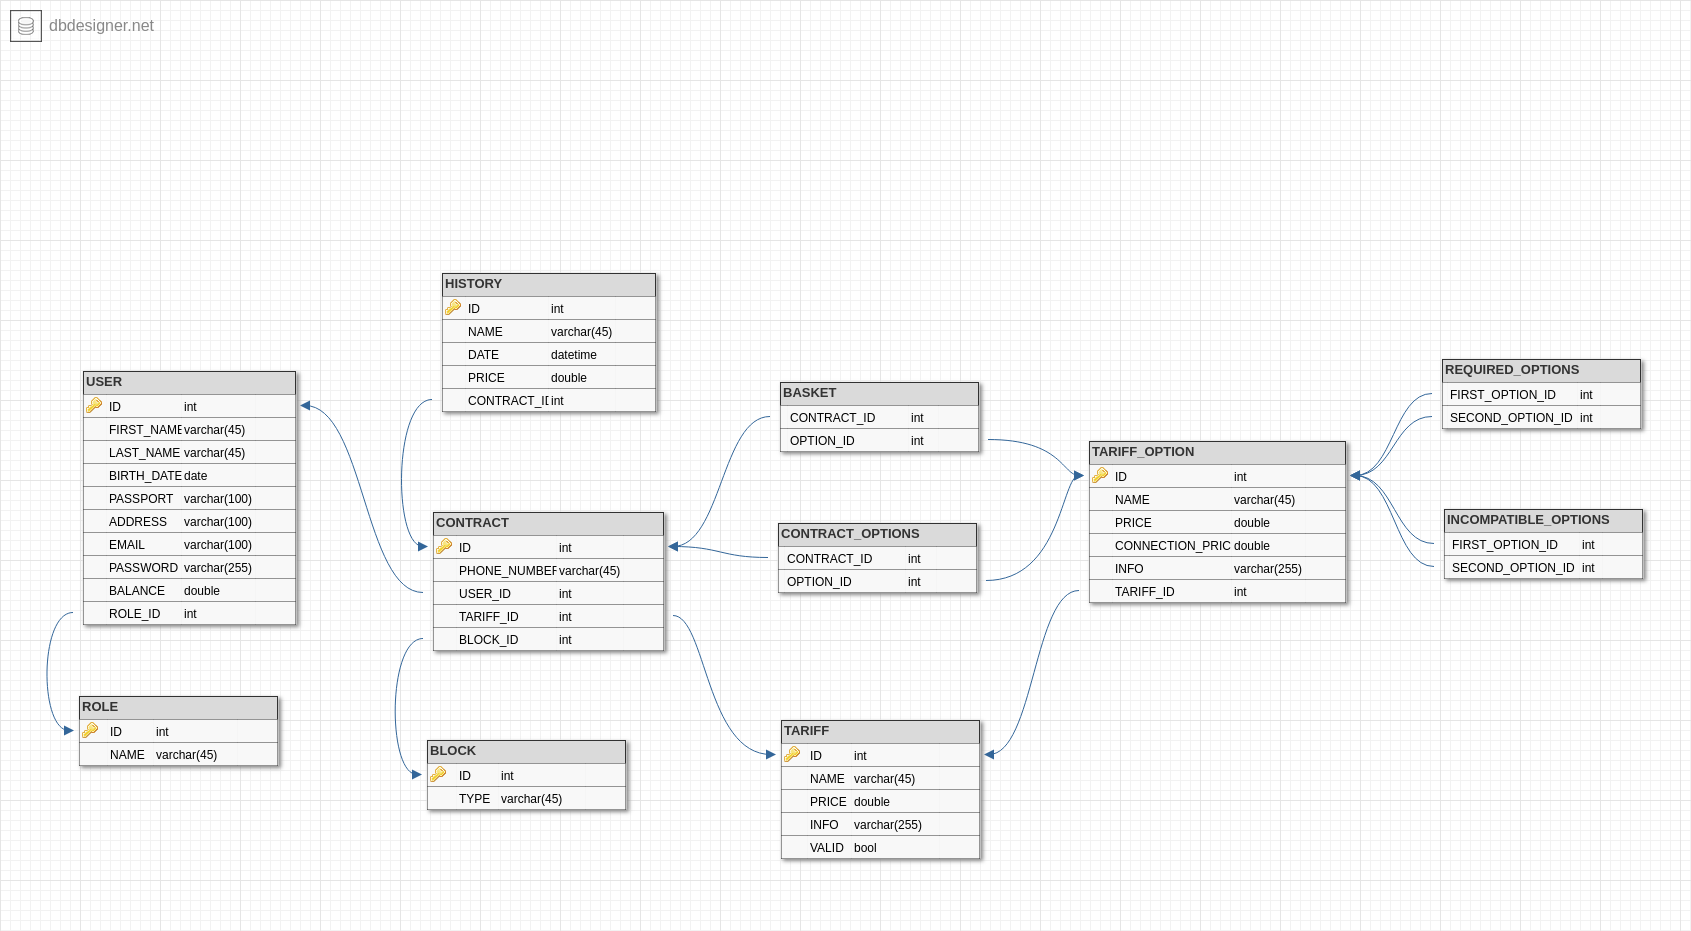 dbdesigner.net
HISTORY
ID int
NAME varchar(45)
DATE datetime
PRICE double
CONTRACT_I int
USER
ID int
FIRST_NAME varchar(45)
LAST_NAME varchar(45)
BIRTH_DATE date
PASSPORT varchar(100)
ADDRESS varchar(100)
EMAIL varchar(100)
PASSWORD varchar(255)
BALANCE double
ROLE_ID int
ROLE
ID int
NAME varchar(45)
CONTRACT
ID int
PHONE_NUMBER varchar(45)
USER_ID int
TARIFF_ID int
BLOCK_ID int
BLOCK
ID int
TYPE varchar(45)
BASKET
CONTRACT_ID int
OPTION_ID int
CONTRACT_OPTIONS
CONTRACT_ID int
OPTION_ID int
TARIFF
ID int
NAME varchar(45)
PRICE double
INFO varchar(255)
VALID bool
TARIFF_OPTION
ID int
NAME varchar(45)
PRICE double
CONNECTION_PRIC double
INFO varchar(255)
TARIFF_ID int
REQUIRED_OPTIONS
FIRST_OPTION_ID int
SECOND_OPTION_ID int
INCOMPATIBLE_OPTIONS
FIRST_OPTION_ID int
SECOND_OPTION_ID int